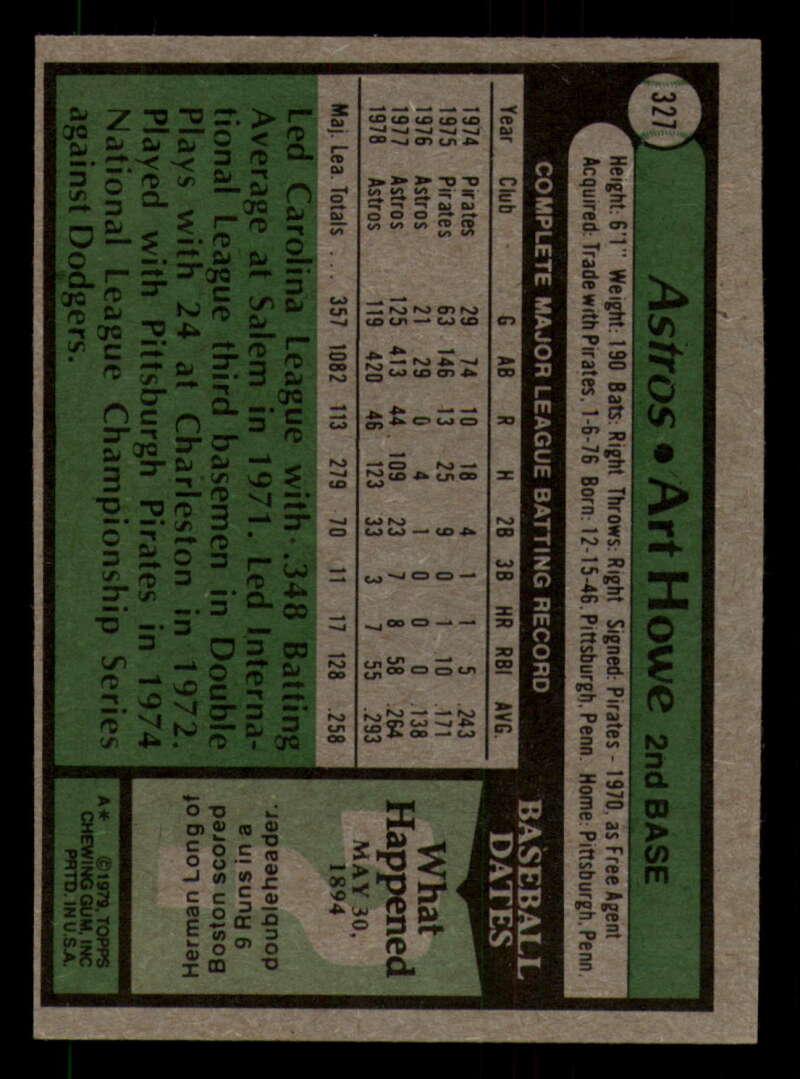 327
Astros • Art Howe 2nd BASE
Height: 6'1" Weight: 190 Bats: Right Throws: Right Signed: Pirates - 1970, as Free Agent
Acquired: Trade with Pirates, 1-6-76 Born: 12-15-46, Pittsburgh, Penn. Home: Pittsburgh, Penn.
COMPLETE MAJOR LEAGUE BATTING RECORD
Year Club G AB R H 2B 3B HR RBI AVG.
1974 Pirates 29 74 10 18 4 1 1 5 .243
1975 Pirates 63 146 13 25 9 0 1 10 .171
1976 Astros 21 29 0 4 1 0 0 0 .138
1977 Astros 125 413 44 109 23 7 8 58 .264
1978 Astros 119 420 46 123 33 3 7 55 .293
Maj. Lea. Totals .... 357 1082 113 279 70 11 17 128 .258
Led Carolina League with .348 Batting
Average at Salem in 1971. Led Interna-
tional League third basemen in Double
Plays with 24 at Charleston in 1972.
Played with Pittsburgh Pirates in 1974
National League Championship Series
against Dodgers.
BASEBALL
DATES
What
Happened
MAY 30,
1894
Herman Long of
Boston scored
9 Runs in a
doubleheader.
A* ©1979, TOPPS
CHEWING GUM, INC
PRTD. IN U.S.A.